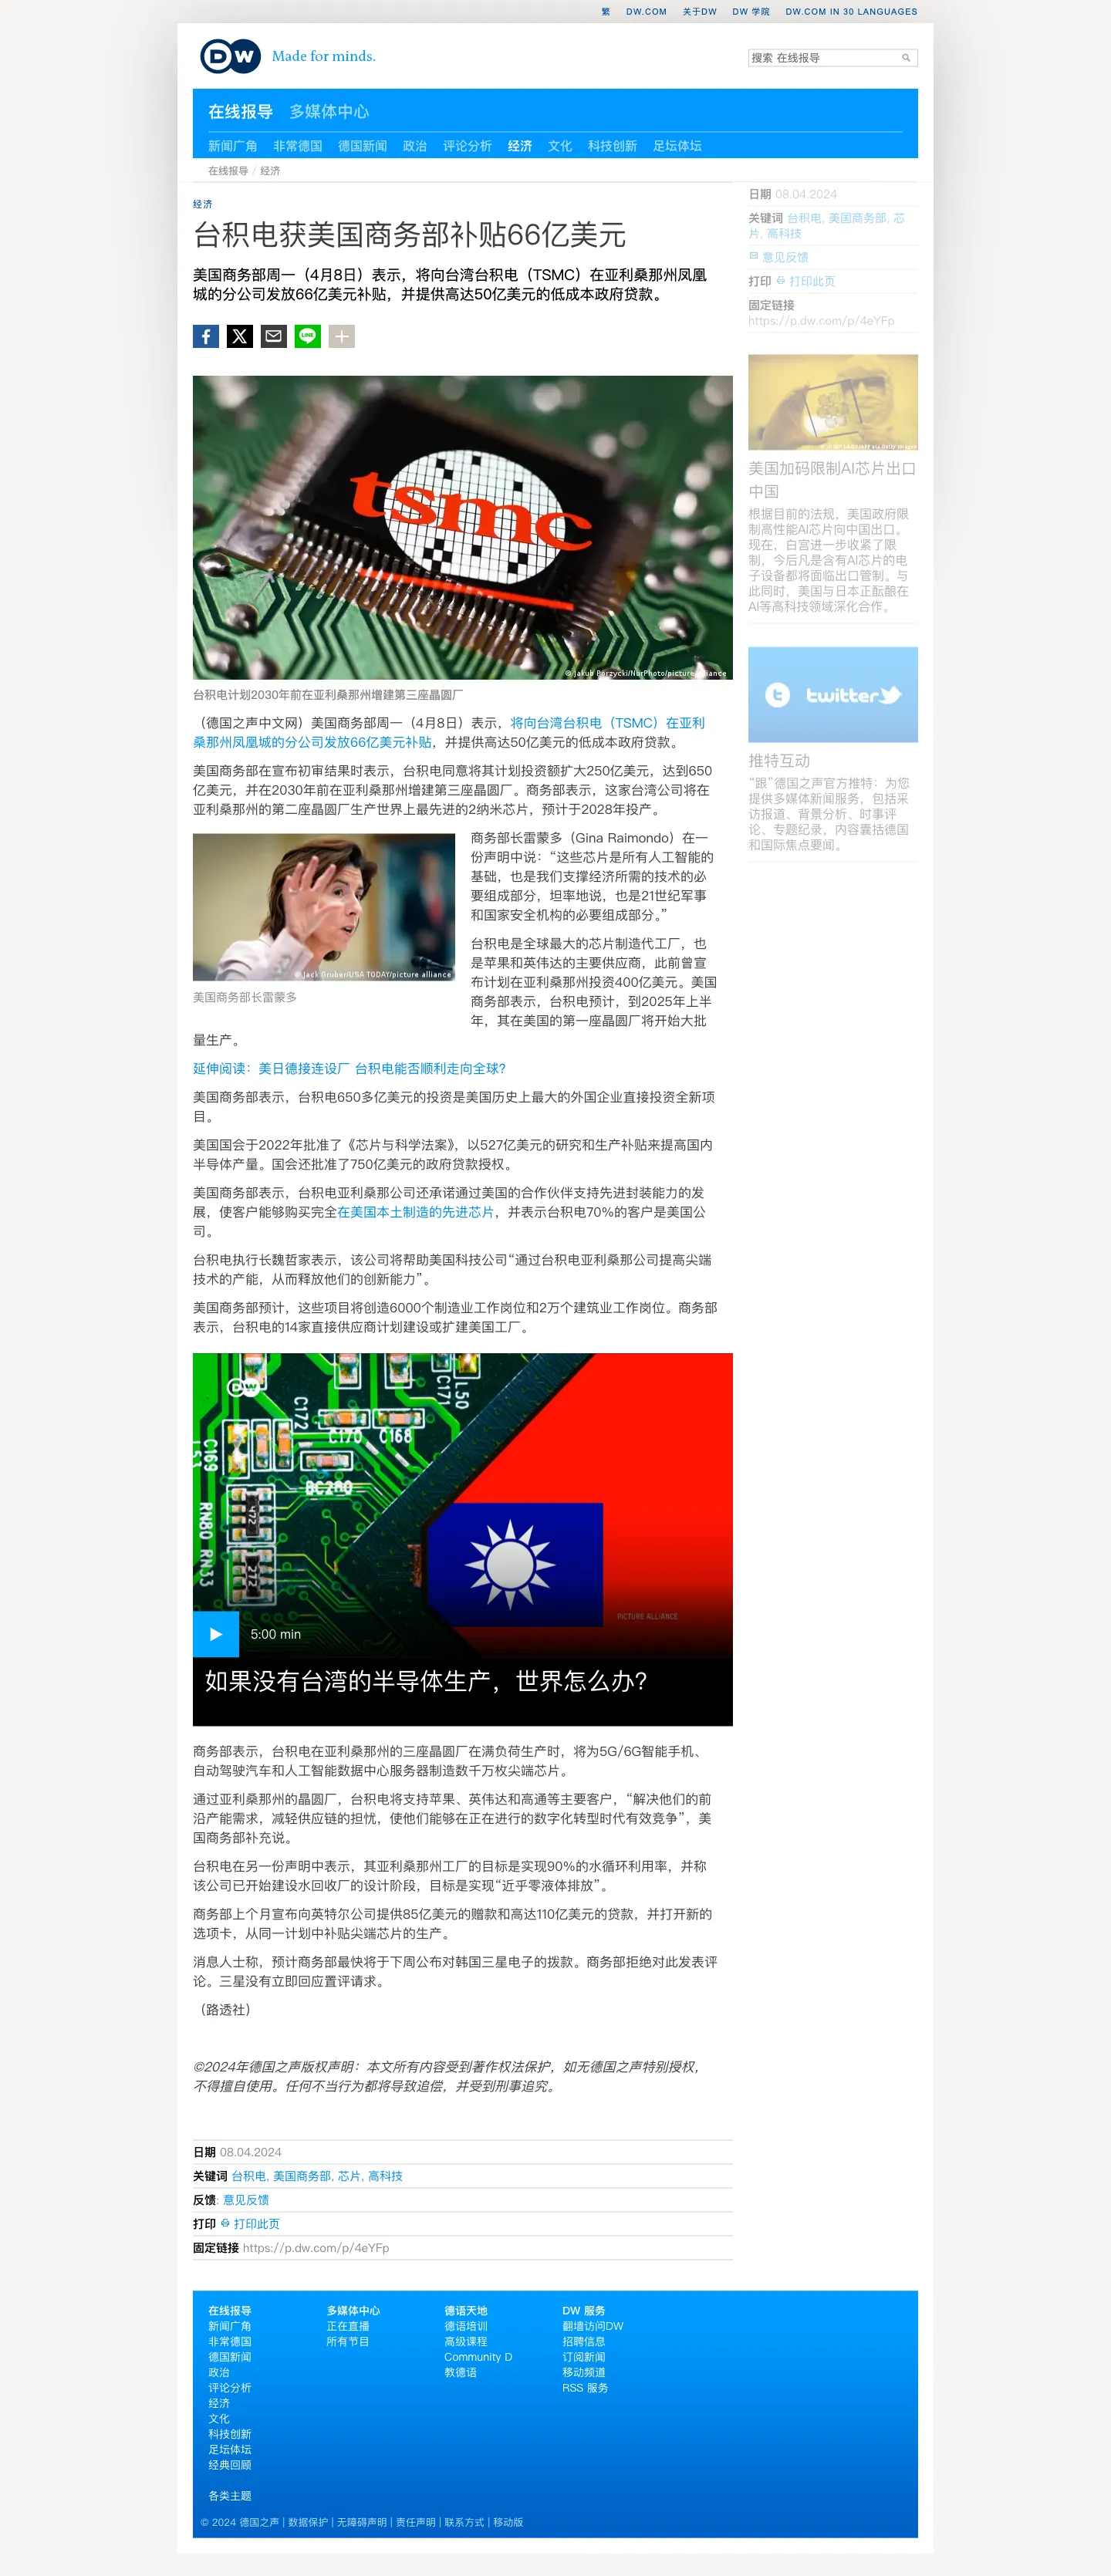 繁 DW.COM 关于DW DW 学院 DW.COM IN 30 LANGUAGES
DW Made for minds.
搜索 在线报导
在线报导 多媒体中心
新闻广角 非常德国 德国新闻 政治 评论分析 经济 文化 科技创新 足坛体坛
在线报导 / 经济
经济
台积电获美国商务部补贴66亿美元
美国商务部周一（4月8日）表示，将向台湾台积电（TSMC）在亚利桑那州凤凰
城的分公司发放66亿美元补贴，并提供高达50亿美元的低成本政府贷款。
LINE
tsmc
© Jakub Porzycki/NurPhoto/picture alliance
台积电计划2030年前在亚利桑那州增建第三座晶圆厂
（德国之声中文网）美国商务部周一（4月8日）表示，将向台湾台积电（TSMC）在亚利
桑那州凤凰城的分公司发放66亿美元补贴，并提供高达50亿美元的低成本政府贷款。
美国商务部在宣布初审结果时表示，台积电同意将其计划投资额扩大250亿美元，达到650
亿美元，并在2030年前在亚利桑那州增建第三座晶圆厂。商务部表示，这家台湾公司将在
亚利桑那州的第二座晶圆厂生产世界上最先进的2纳米芯片，预计于2028年投产。
© Jack Gruber/USA TODAY/picture alliance
美国商务部长雷蒙多
商务部长雷蒙多（Gina Raimondo）在一
份声明中说：“这些芯片是所有人工智能的
基础，也是我们支撑经济所需的技术的必
要组成部分，坦率地说，也是21世纪军事
和国家安全机构的必要组成部分。”
台积电是全球最大的芯片制造代工厂，也
是苹果和英伟达的主要供应商，此前曾宣
布计划在亚利桑那州投资400亿美元。美国
商务部表示，台积电预计，到2025年上半
年，其在美国的第一座晶圆厂将开始大批
量生产。
延伸阅读：美日德接连设厂 台积电能否顺利走向全球？
美国商务部表示，台积电650多亿美元的投资是美国历史上最大的外国企业直接投资全新项
目。
美国国会于2022年批准了《芯片与科学法案》，以527亿美元的研究和生产补贴来提高国内
半导体产量。国会还批准了750亿美元的政府贷款授权。
美国商务部表示，台积电亚利桑那公司还承诺通过美国的合作伙伴支持先进封装能力的发
展，使客户能够购买完全在美国本土制造的先进芯片，并表示台积电70%的客户是美国公
司。
台积电执行长魏哲家表示，该公司将帮助美国科技公司“通过台积电亚利桑那公司提高尖端
技术的产能，从而释放他们的创新能力”。
美国商务部预计，这些项目将创造6000个制造业工作岗位和2万个建筑业工作岗位。商务部
表示，台积电的14家直接供应商计划建设或扩建美国工厂。
DW
C172
C171
L50
C170 C168
C169
BC280
RN80 RN33
272
PICTURE ALLIANCE
5:00 min
如果没有台湾的半导体生产，世界怎么办？
商务部表示，台积电在亚利桑那州的三座晶圆厂在满负荷生产时，将为5G/6G智能手机、
自动驾驶汽车和人工智能数据中心服务器制造数千万枚尖端芯片。
通过亚利桑那州的晶圆厂，台积电将支持苹果、英伟达和高通等主要客户，“解决他们的前
沿产能需求，减轻供应链的担忧，使他们能够在正在进行的数字化转型时代有效竞争”，美
国商务部补充说。
台积电在另一份声明中表示，其亚利桑那州工厂的目标是实现90%的水循环利用率，并称
该公司已开始建设水回收厂的设计阶段，目标是实现“近乎零液体排放”。
商务部上个月宣布向英特尔公司提供85亿美元的赠款和高达110亿美元的贷款，并打开新的
选项卡，从同一计划中补贴尖端芯片的生产。
消息人士称，预计商务部最快将于下周公布对韩国三星电子的拨款。商务部拒绝对此发表评
论。三星没有立即回应置评请求。
（路透社）
©2024年德国之声版权声明：本文所有内容受到著作权法保护，如无德国之声特别授权，
不得擅自使用。任何不当行为都将导致追偿，并受到刑事追究。
日期 08.04.2024
关键词 台积电, 美国商务部, 芯片, 高科技
反馈: 意见反馈
打印 打印此页
固定链接 https://p.dw.com/p/4eYFp
日期 08.04.2024
关键词 台积电, 美国商务部, 芯
片, 高科技
意见反馈
打印 打印此页
固定链接
https://p.dw.com/p/4eYFp
美国加码限制AI芯片出口
中国
根据目前的法规，美国政府限
制高性能AI芯片向中国出口。
现在，白宫进一步收紧了限
制，今后凡是含有AI芯片的电
子设备都将面临出口管制。与
此同时，美国与日本正酝酿在
AI等高科技领域深化合作。
twitter
推特互动
“跟”德国之声官方推特：为您
提供多媒体新闻服务，包括采
访报道、背景分析、时事评
论、专题纪录，内容囊括德国
和国际焦点要闻。
在线报导
新闻广角
非常德国
德国新闻
政治
评论分析
经济
文化
科技创新
足坛体坛
经典回顾
各类主题
多媒体中心
正在直播
所有节目
德语天地
德语培训
高级课程
Community D
教德语
DW 服务
翻墙访问DW
招聘信息
订阅新闻
移动频道
RSS 服务
© 2024 德国之声 | 数据保护 | 无障碍声明 | 责任声明 | 联系方式 | 移动版